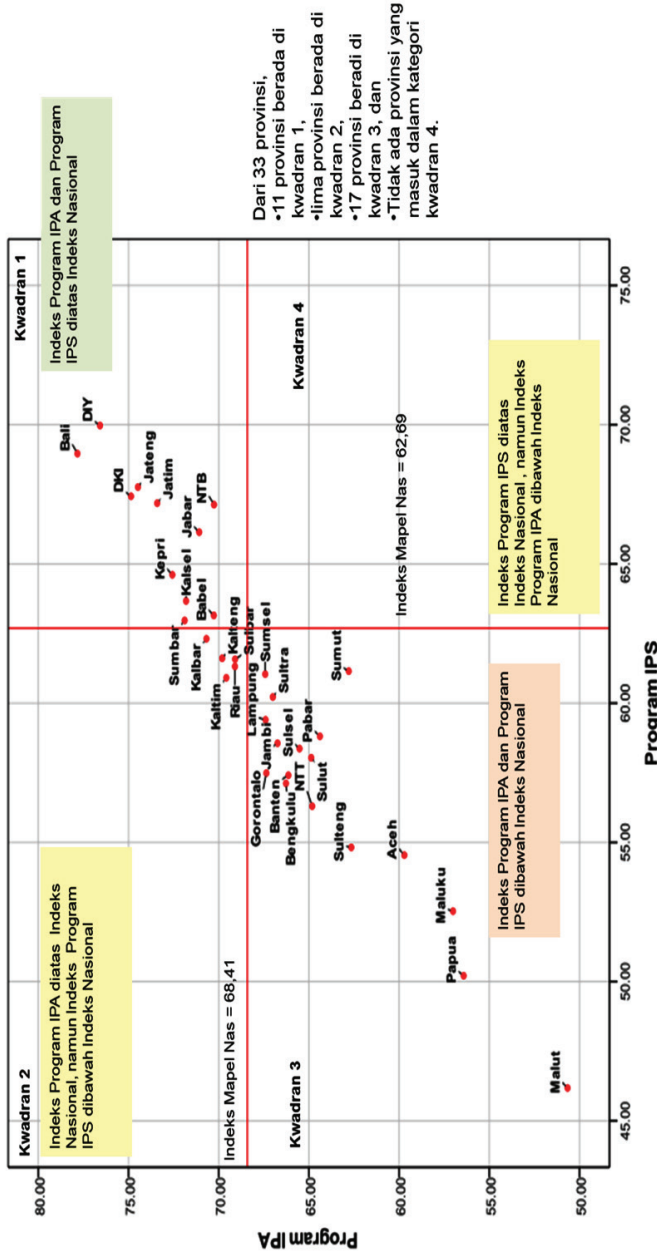 Kwadran 2
Indeks Program IPA diatas Indeks
Nasional, namun Indeks Program
IPS dibawah Indeks Nasional
Kwadran 1
Indeks Program IPA dan Program
IPS diatas Indeks Nasional
Bali
DIY
DKI
Jateng
Jatim
NTB
Jabar
Kepri
Kalsel
Babel
Sumbar
Kalbar
Kalteng
Sulbar
Kaltim
Riau
Indeks Mapel Nas = 68,41
Kwadran 3
Kwadran 4
Lampung
Sumsel
Sultra
Jambi
Sulsel
Pabar
Sumut
Gorontalo
Banten
Bengkulu
NTT
Sulut
Sulteng
Aceh
Maluku
Papua
Malut
Indeks Mapel Nas = 62,69
Indeks Program IPA dan Program
IPS dibawah Indeks Nasional
Indeks Program IPS diatas
Indeks Nasional , namun Indeks
Program IPA dibawah Indeks
Nasional
80.00
75.00
70.00
65.00
60.00
55.00
50.00
Program IPA
45.00
50.00
55.00
60.00
65.00
70.00
75.00
Program IPS
Dari 33 provinsi,
•11 provinsi berada di
kwadran 1,
•lima provinsi berada di
kwadran 2,
•17 provinsi beradi di
kwadran 3, dan
•Tidak ada provinsi yang
masuk dalam kategori
kwadran 4.